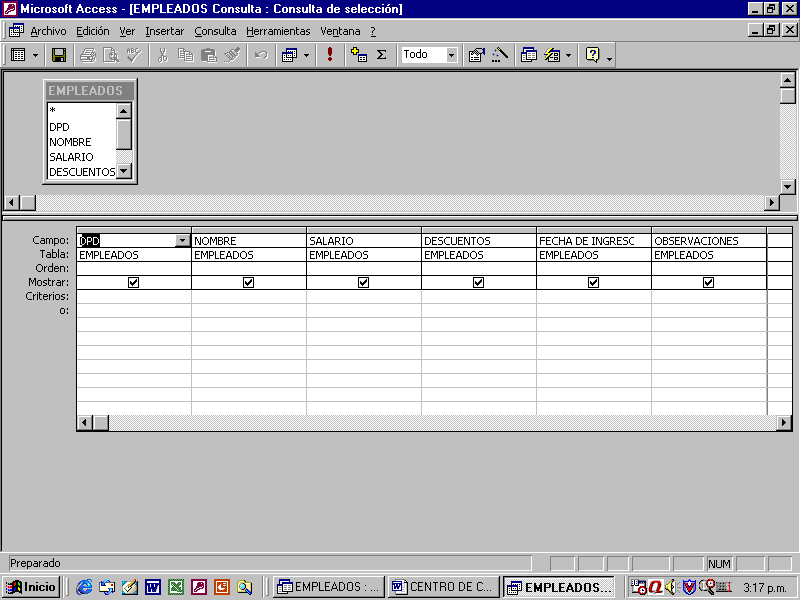 Microsoft Access - [EMPLEADOS Consulta : Consulta de selección]
Archivo Edición Ver Insertar Consulta Herramientas Ventana ?
Todo
EMPLEADOS
*
DPD
NOMBRE
SALARIO
DESCUENTOS
Campo: DPD NOMBRE SALARIO DESCUENTOS FECHA DE INGRESC OBSERVACIONES
Tabla: EMPLEADOS EMPLEADOS EMPLEADOS EMPLEADOS EMPLEADOS EMPLEADOS
Orden:
Mostrar:
Criterios:
o:
Preparado NUM
Inicio EMPLEADOS : ... CENTRO DE C... EMPLEADOS... 3:17 p.m.